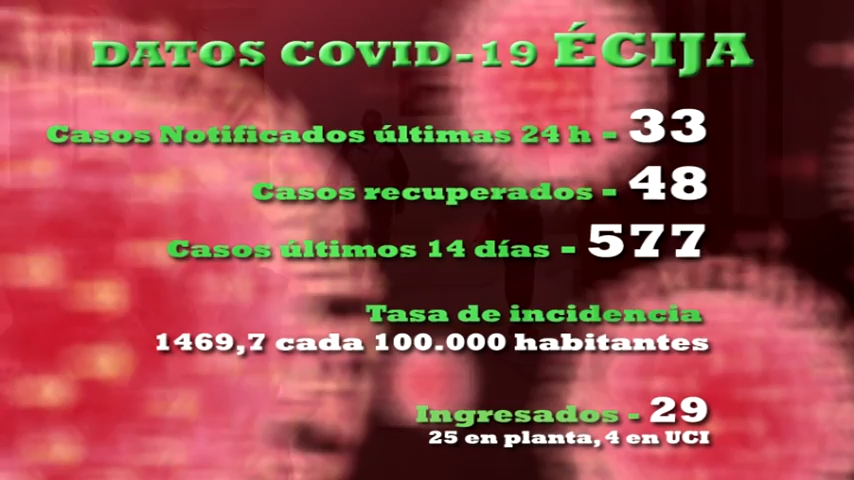 DATOS COVID-19 ÉCIJA
Casos Notificados últimas 24 h - 33
Casos recuperados - 48
Casos últimos 14 días - 577
Tasa de incidencia
1469,7 cada 100.000 habitantes
Ingresados - 29
25 en planta, 4 en UCI